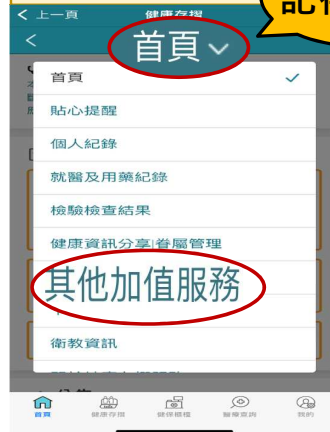 上一頁 健康存摺
首頁
首頁
貼心提醒
個人紀錄
就醫及用藥紀錄
檢驗檢查結果
健康資訊分享|眷屬管理
其他加值服務
衛教資訊
首頁 健康存摺 健保櫃檯 醫療查詢 我的